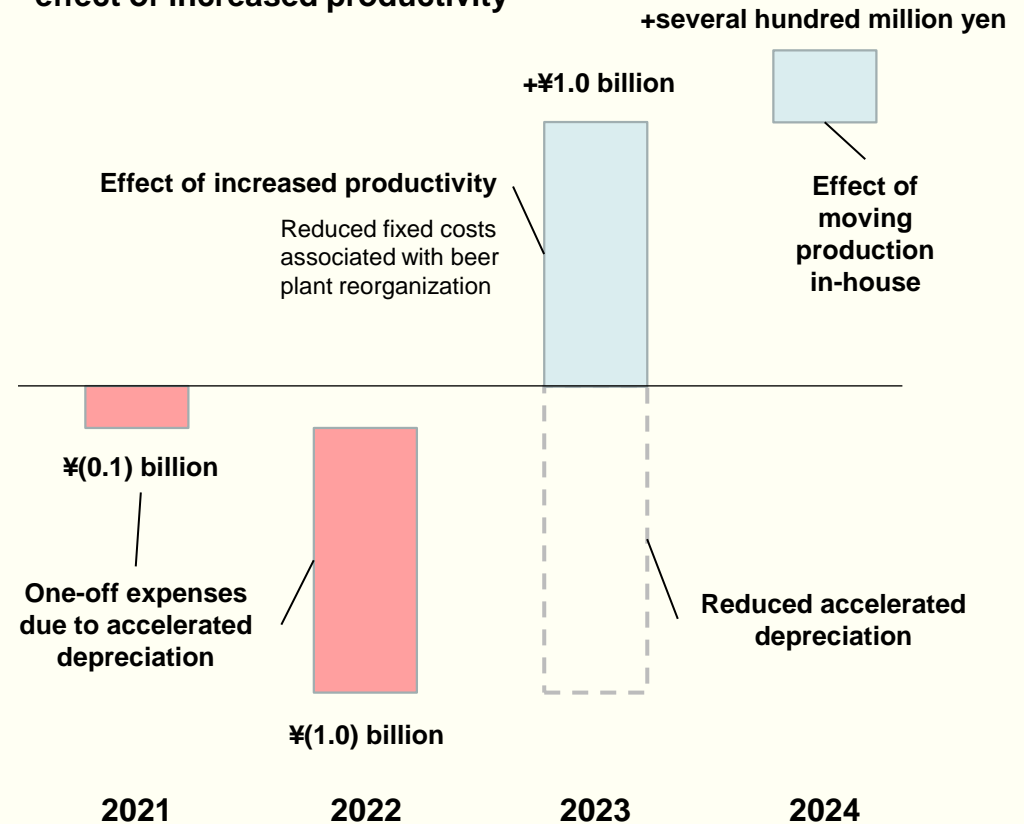 effect of increased productivity
+several hundred million yen
+¥1.0 billion
Effect of increased productivity
Reduced fixed costs
associated with beer
plant reorganization
Effect of
moving
production
in-house
¥(0.1) billion
One-off expenses
due to accelerated
depreciation
Reduced accelerated
depreciation
¥(1.0) billion
2021 2022 2023 2024